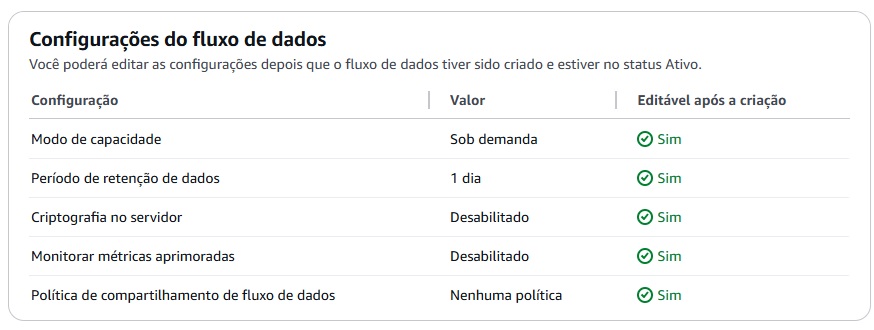 Configurações do fluxo de dados
Você poderá editar as configurações depois que o fluxo de dados tiver sido criado e estiver no status Ativo.
Configuração Valor Editável após a criação
Modo de capacidade Sob demanda Sim
Período de retenção de dados 1 dia Sim
Criptografia no servidor Desabilitado Sim
Monitorar métricas aprimoradas Desabilitado Sim
Política de compartilhamento de fluxo de dados Nenhuma política Sim